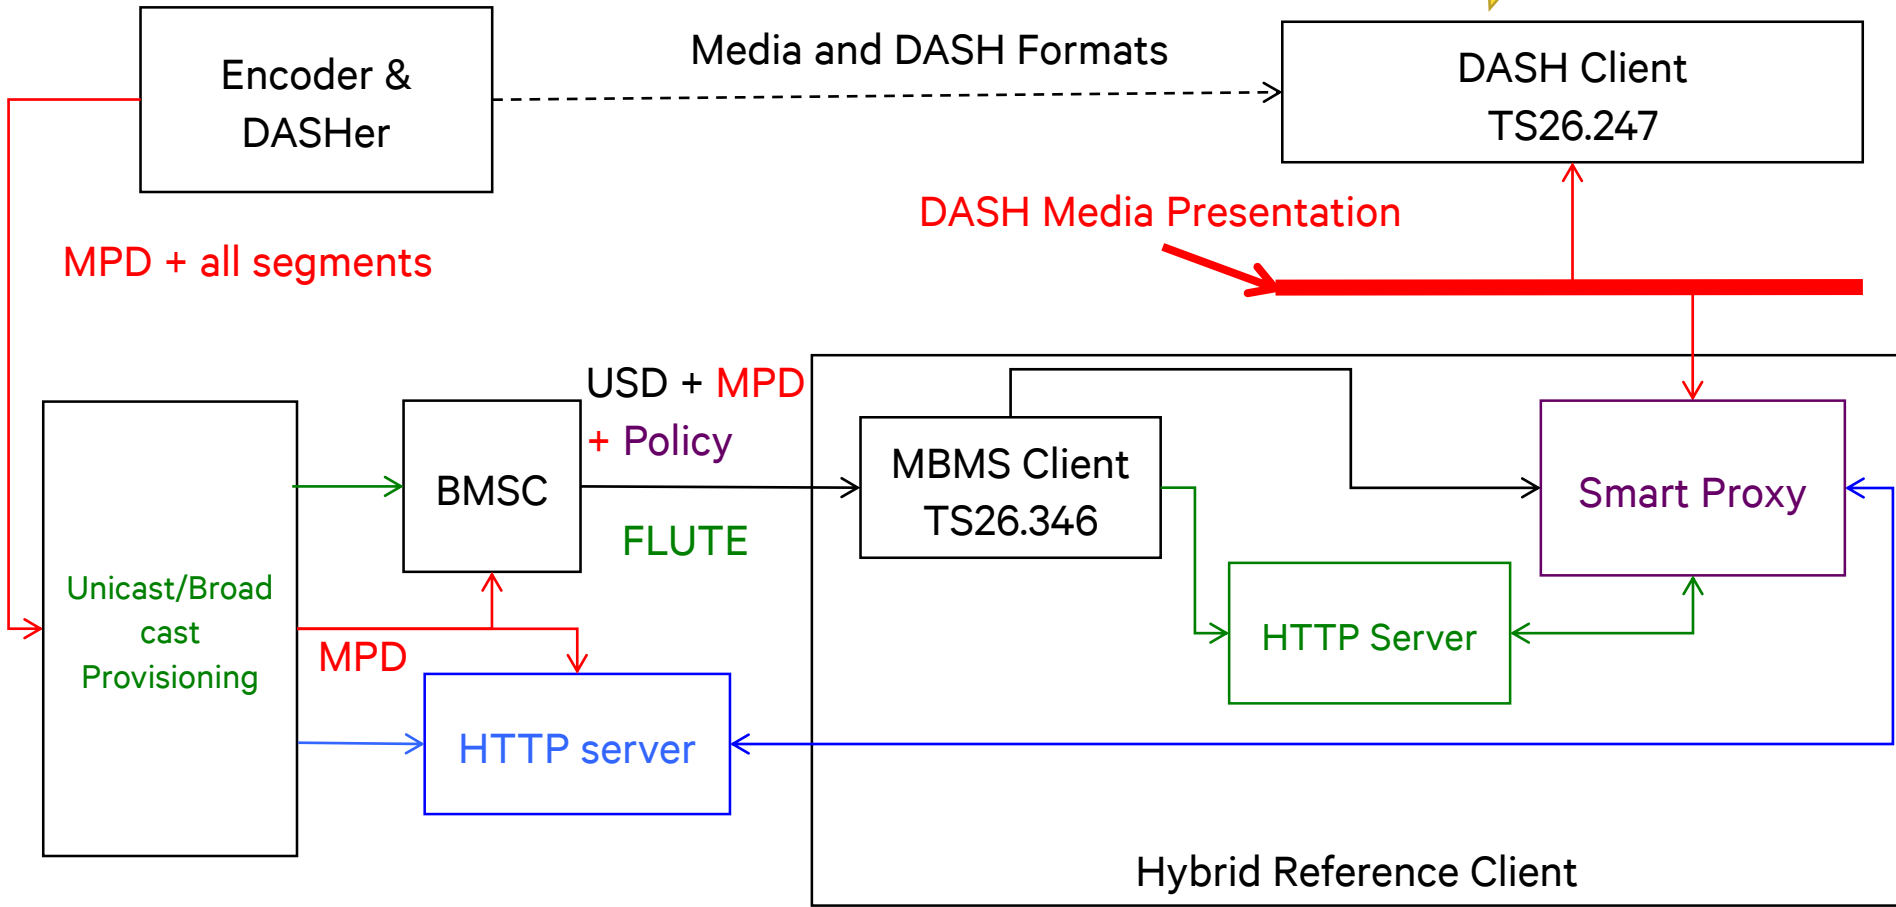 Encoder &
DASHer
Media and DASH Formats
DASH Client
TS26.247
DASH Media Presentation
MPD + all segments
USD + MPD
+ Policy
BMSC
FLUTE
MBMS Client
TS26.346
Smart Proxy
HTTP Server
Unicast/Broad
cast
Provisioning
MPD
HTTP server
Hybrid Reference Client